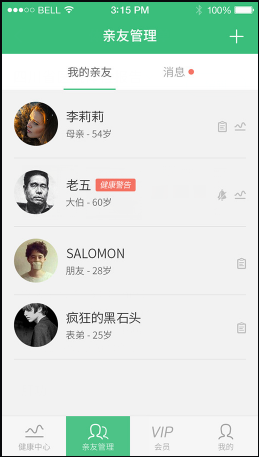 BELL 3:15 PM 100%
亲友管理
我的亲友 消息
李莉莉
母亲 - 54岁
老五 健康警告
大伯 - 60岁
SALOMON
朋友 - 28岁
疯狂的黑石头
表弟 - 25岁
VIP
健康中心 亲友管理 会员 我的